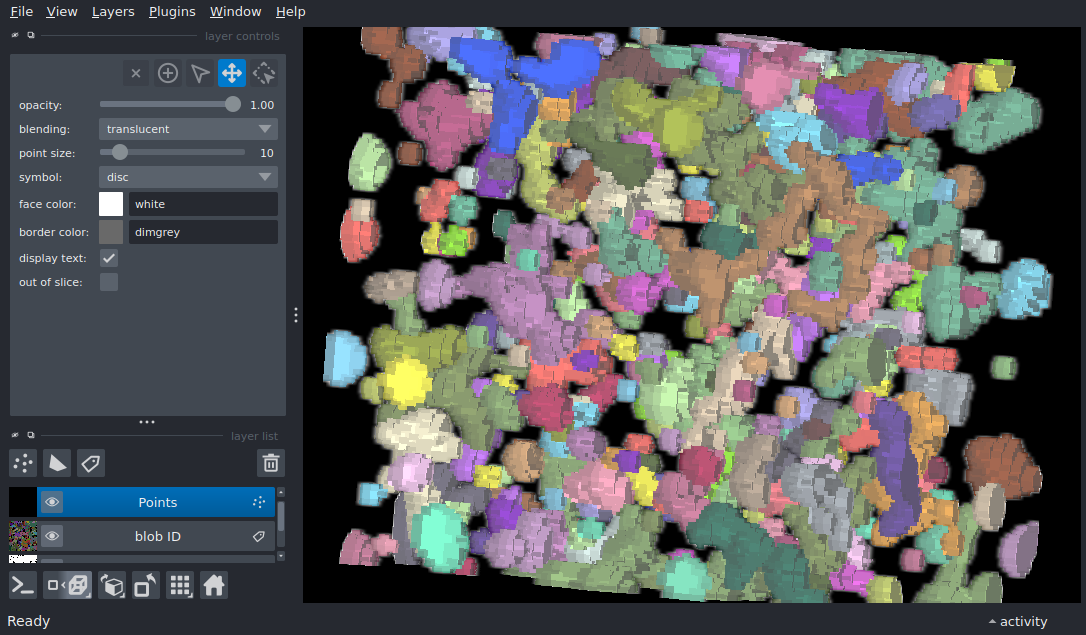 File View Layers Plugins Window Help
layer controls
opacity: 1.00
blending: translucent
point size: 10
symbol: disc
face color: white
border color: dimgrey
display text:
out of slice:
layer list
Points
blob ID
Ready
activity